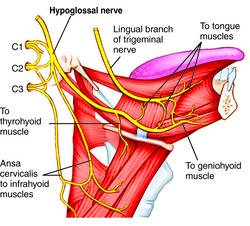 Hypoglossal nerve
Lingual branch
of trigeminal
nerve
To tongue
muscles
C1
C2
C3
To
thyrohyoid
muscle
Ansa
cervicalis
to infrahyoid
muscles
To geniohyoid
muscle